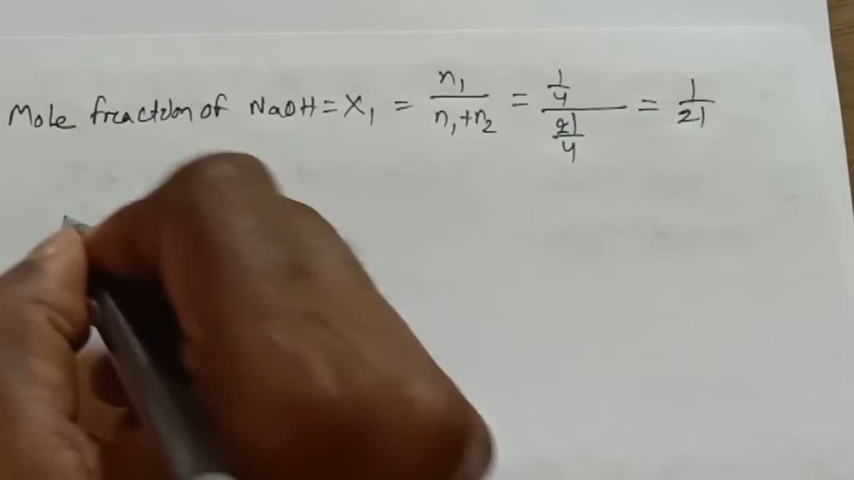 Mole fraction of NaOH = X₁ = n₁/(n₁+n₂) = (1/4)/(21/4) = 1/21